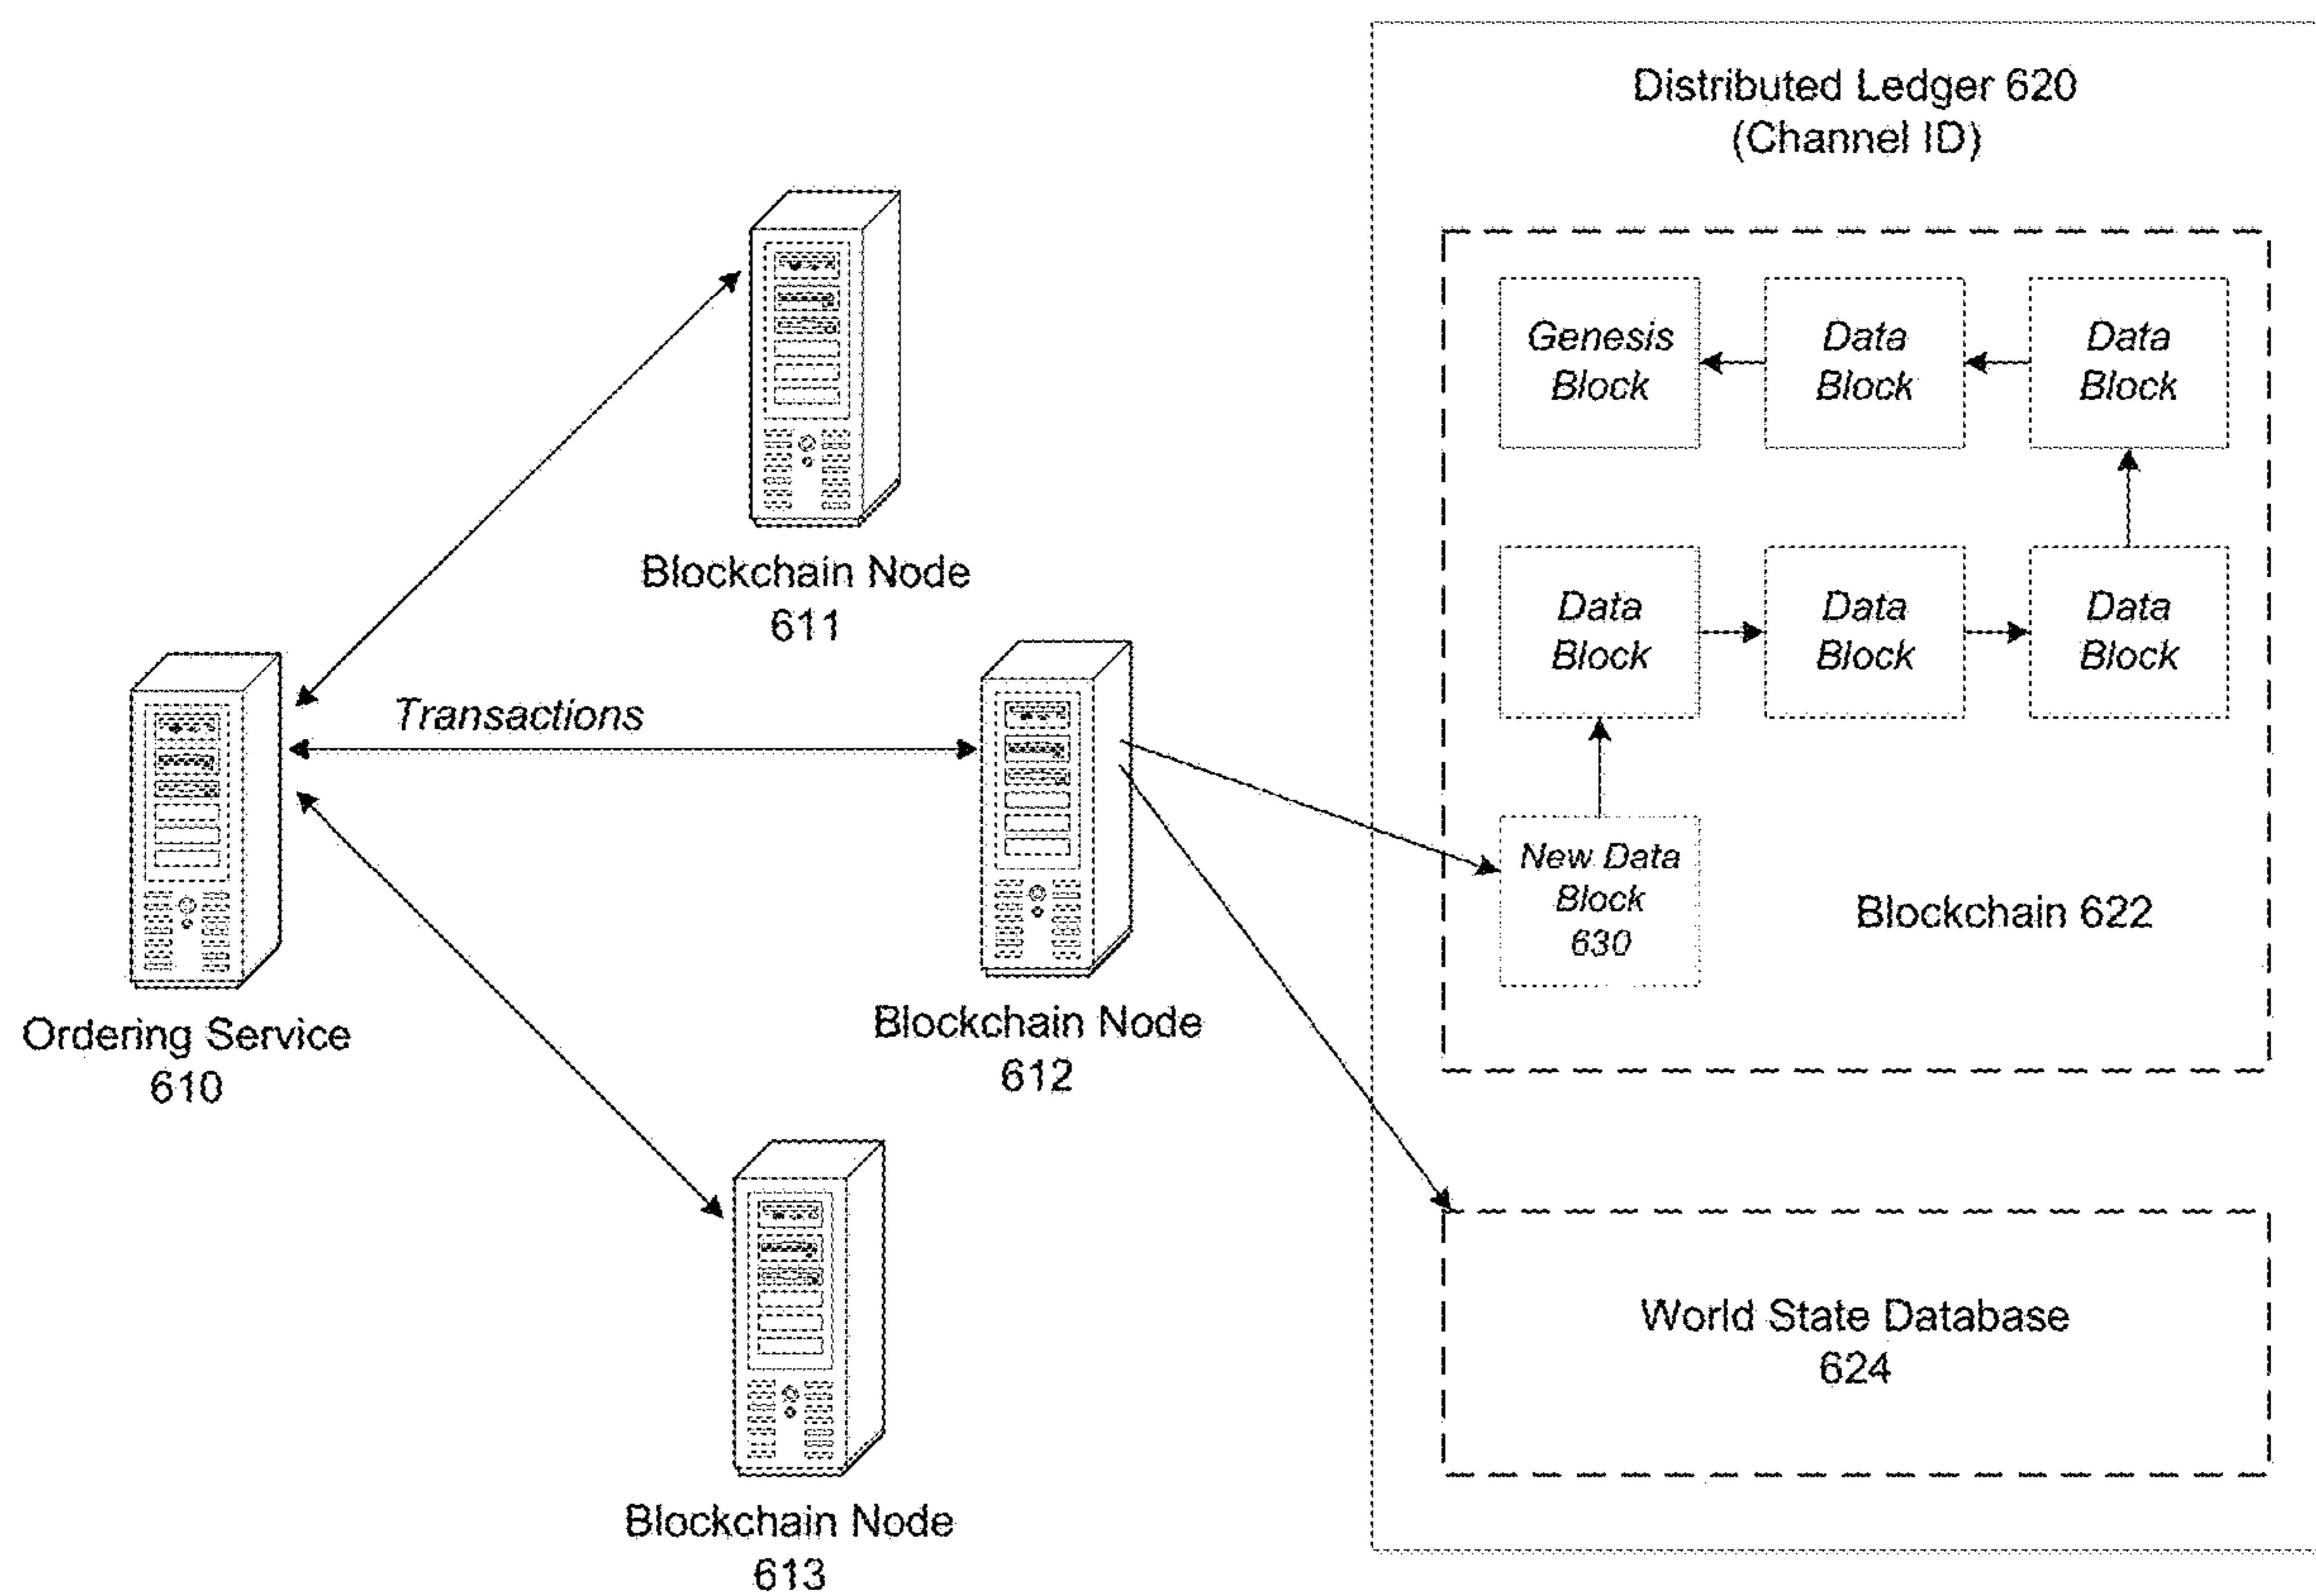 Distributed Ledger 620
(Channel ID)
Genesis
Block
Data
Block
Data
Block
Blockchain Node
611
Data
Block
Data
Block
Data
Block
Transactions
New Data
Block
630
Blockchain 622
Ordering Service
610
Blockchain Node
612
World State Database
624
Blockchain Node
613